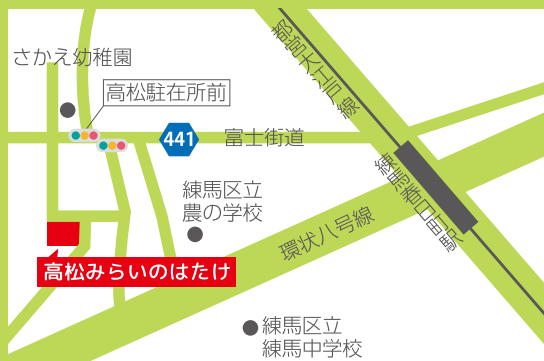 都営大江戸線
さかえ幼稚園
高松駐在所前
441
富士街道
練馬春日町駅
練馬区立
農の学校
環状八号線
高松みらいのはたけ
練馬区立
練馬中学校